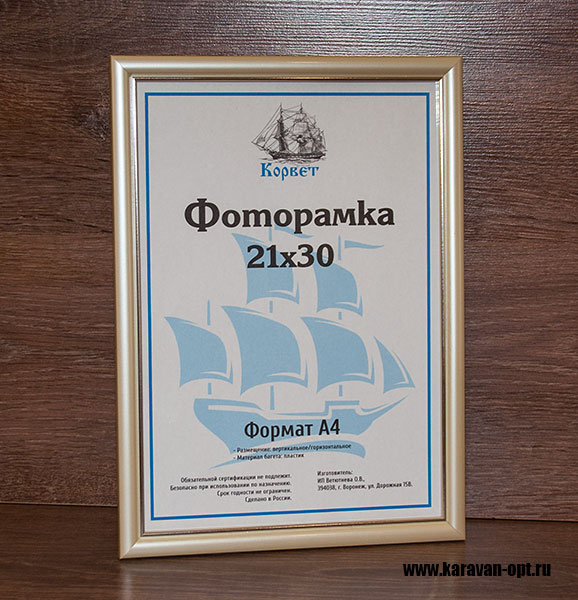 Корвет
Фоторамка
21х30
Формат А4
- Размещение: вертикальное/горизонтальное
- Материал багета: пластик
Обязательной сертификации не подлежит.
Безопасно при использовании по назначению.
Срок годности не ограничен.
Сделано в России.
Изготовитель:
ИП Ветютнева О.В.,
394038, г. Воронеж, ул. Дорожная 15В.
www.karavan-opt.ru